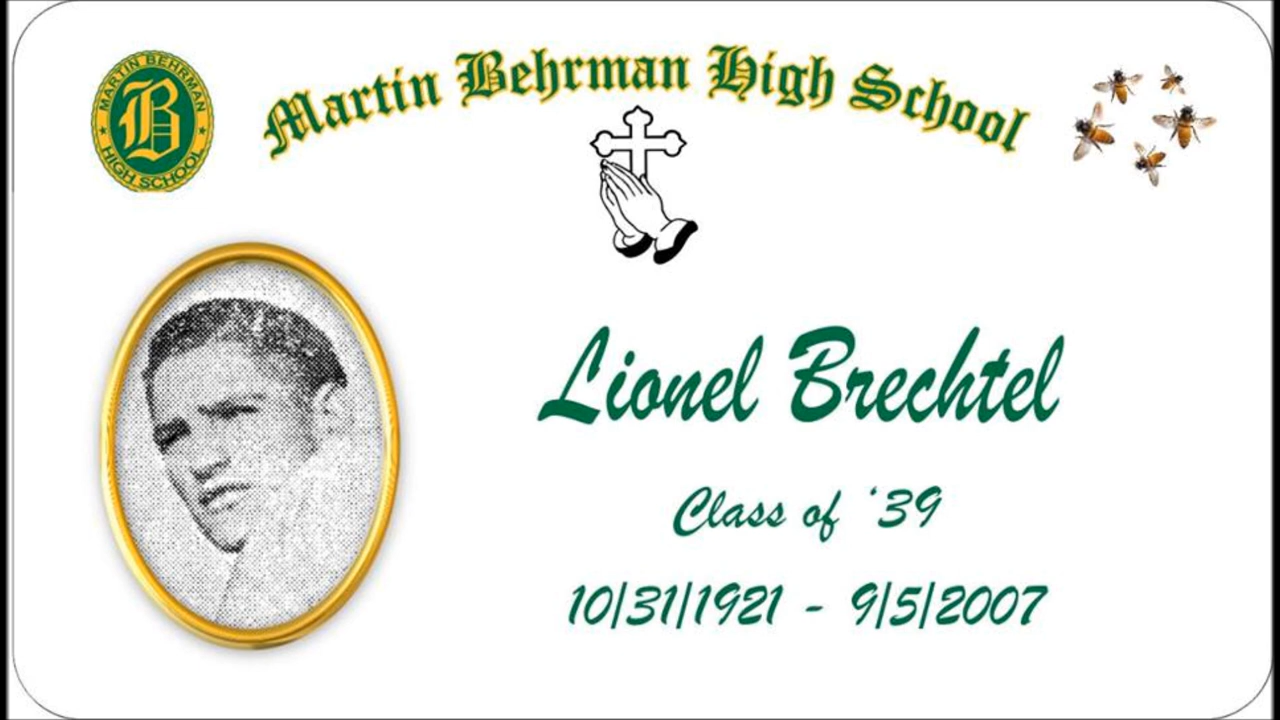 Martin Behrman High School
MARTIN BEHRMAN
B
HIGH SCHOOL
Lionel Brechtel
Class of ‘39
10/31/1921 - 9/5/2007